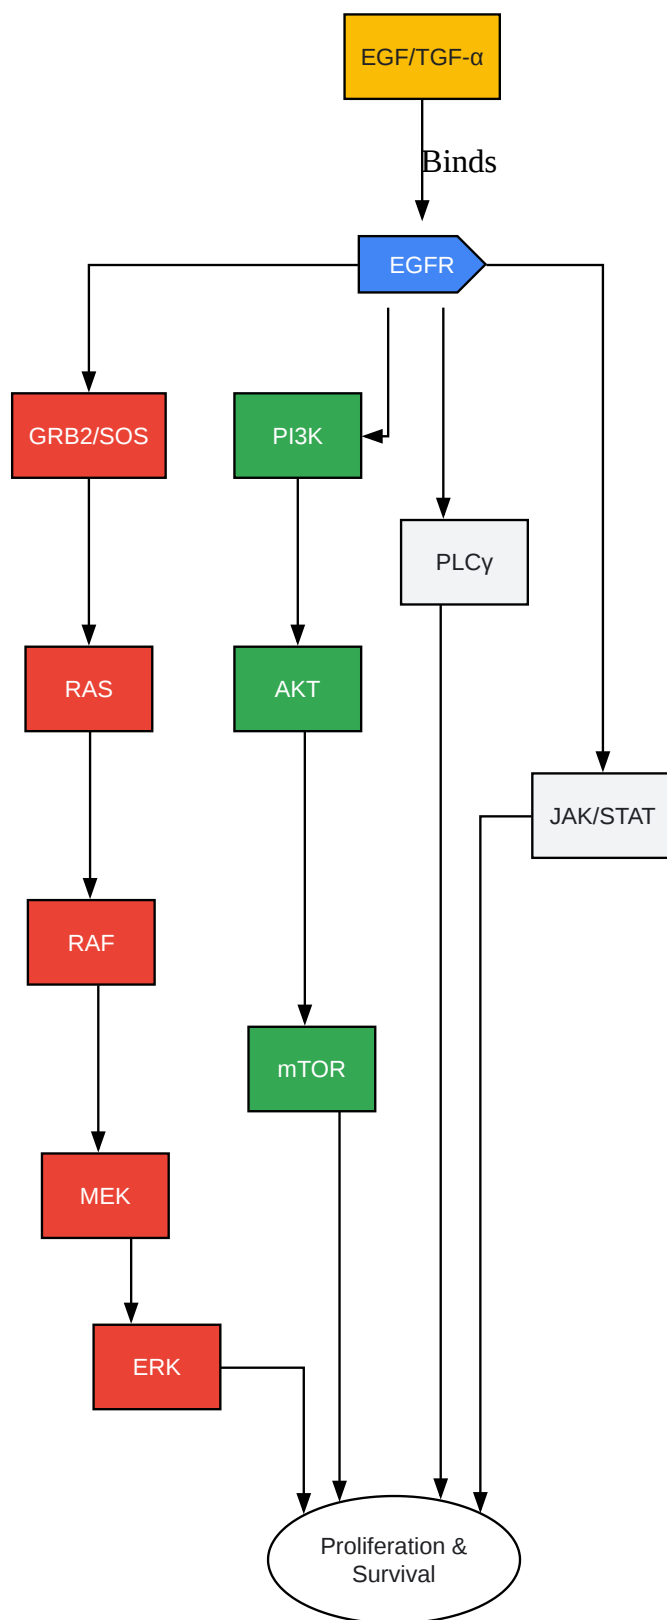 EGF/TGF-α
Binds
EGFR
GRB2/SOS
PI3K
PLCγ
RAS
AKT
JAK/STAT
RAF
mTOR
MEK
ERK
Proliferation &
Survival